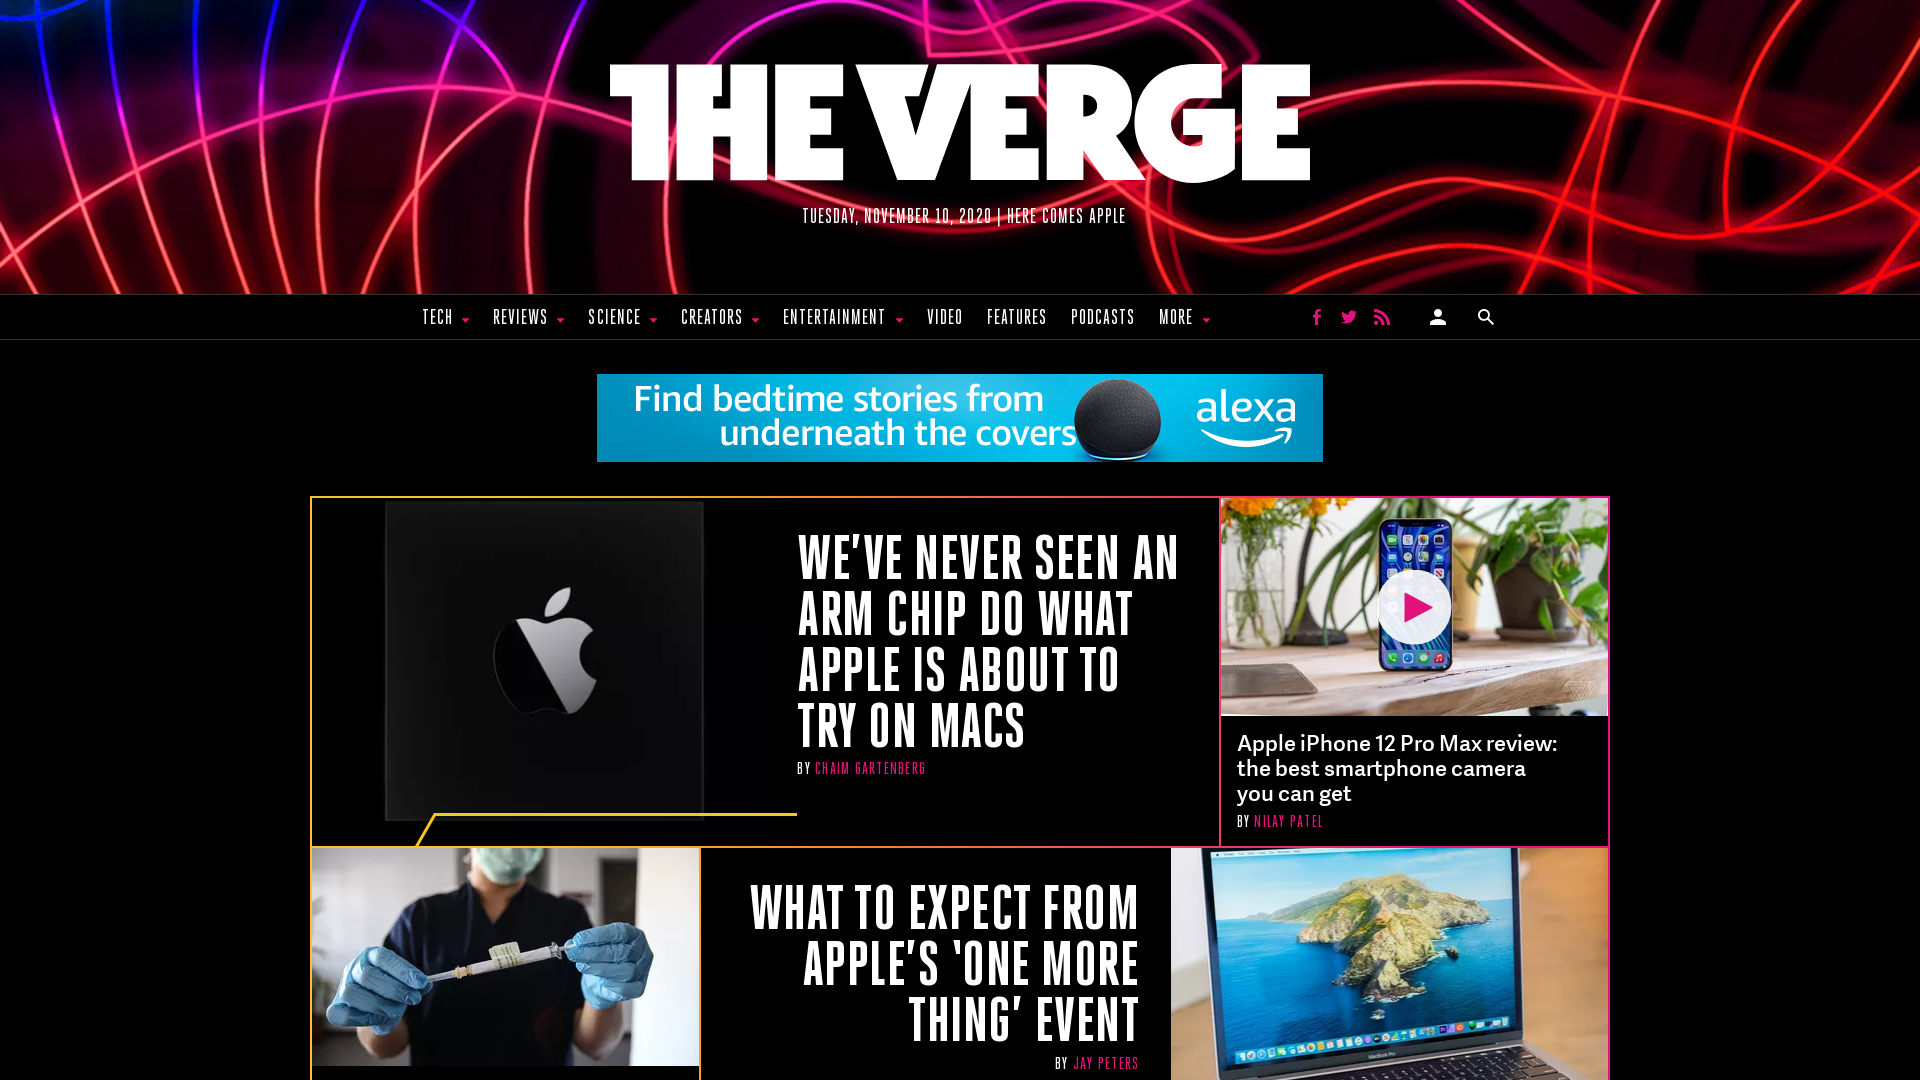 THE VERGE
TUESDAY, NOVEMBER 10, 2020 | HERE COMES APPLE
TECH REVIEWS SCIENCE CREATORS ENTERTAINMENT VIDEO FEATURES PODCASTS MORE
Find bedtime stories from
underneath the covers
alexa
WE’VE NEVER SEEN AN
ARM CHIP DO WHAT
APPLE IS ABOUT TO
TRY ON MACS
BY CHAIM GARTENBERG
Apple iPhone 12 Pro Max review:
the best smartphone camera
you can get
BY NILAY PATEL
WHAT TO EXPECT FROM
APPLE’S ‘ONE MORE
THING’ EVENT
BY JAY PETERS
MacBook Pro